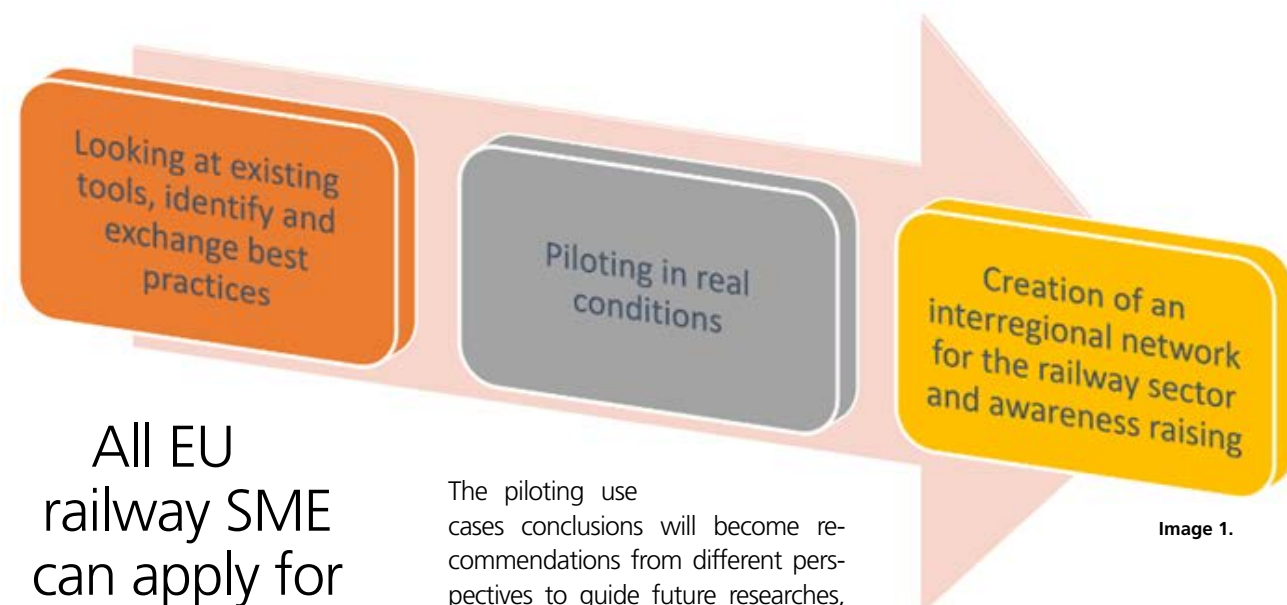 Looking at existing
tools, identify and
exchange best
practices
Piloting in real
conditions
Creation of an
interregional network
for the railway sector
and awareness raising
Image 1.
All EU
railway SME
can apply for
The piloting use
cases conclusions will become re-
commendations from different pers-
pectives to guide future researches,